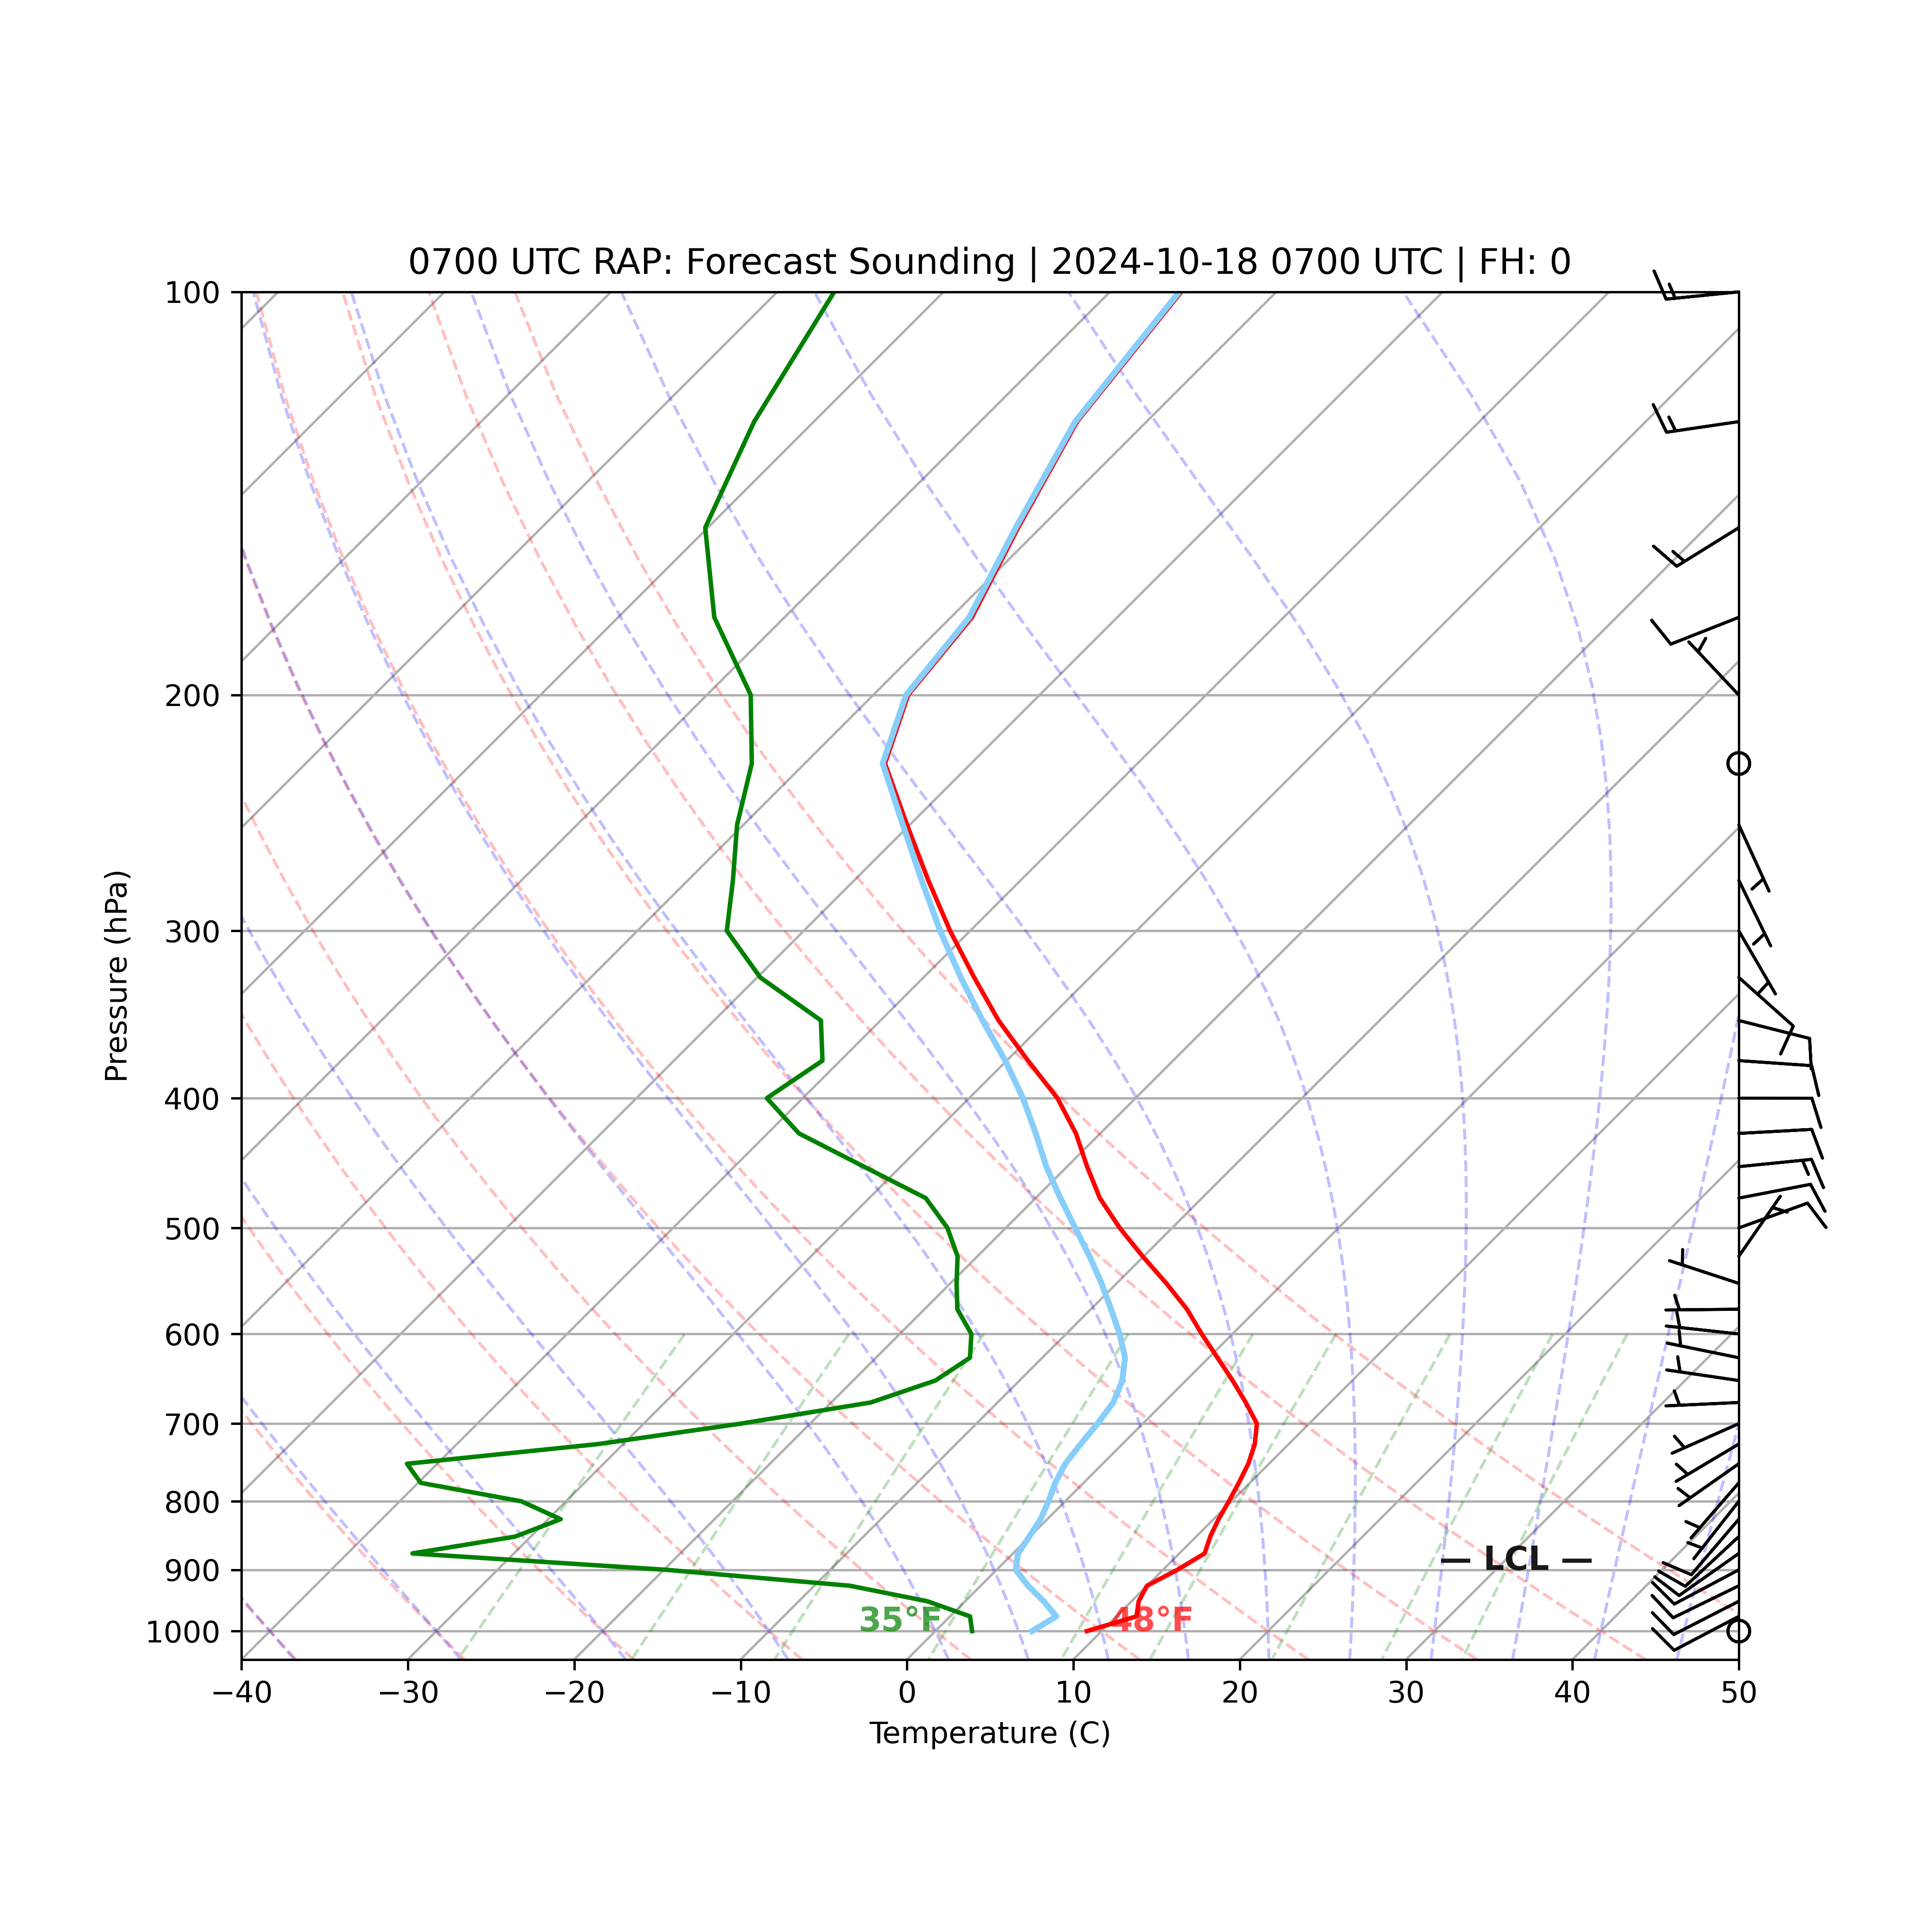 0700 UTC RAP: Forecast Sounding | 2024-10-18 0700 UTC | FH: 0
100
200
300
400
500
600
700
800
900
1000
Pressure (hPa)
— LCL —
35°F
48°F
−40 −30 −20 −10 0 10 20 30 40 50
Temperature (C)